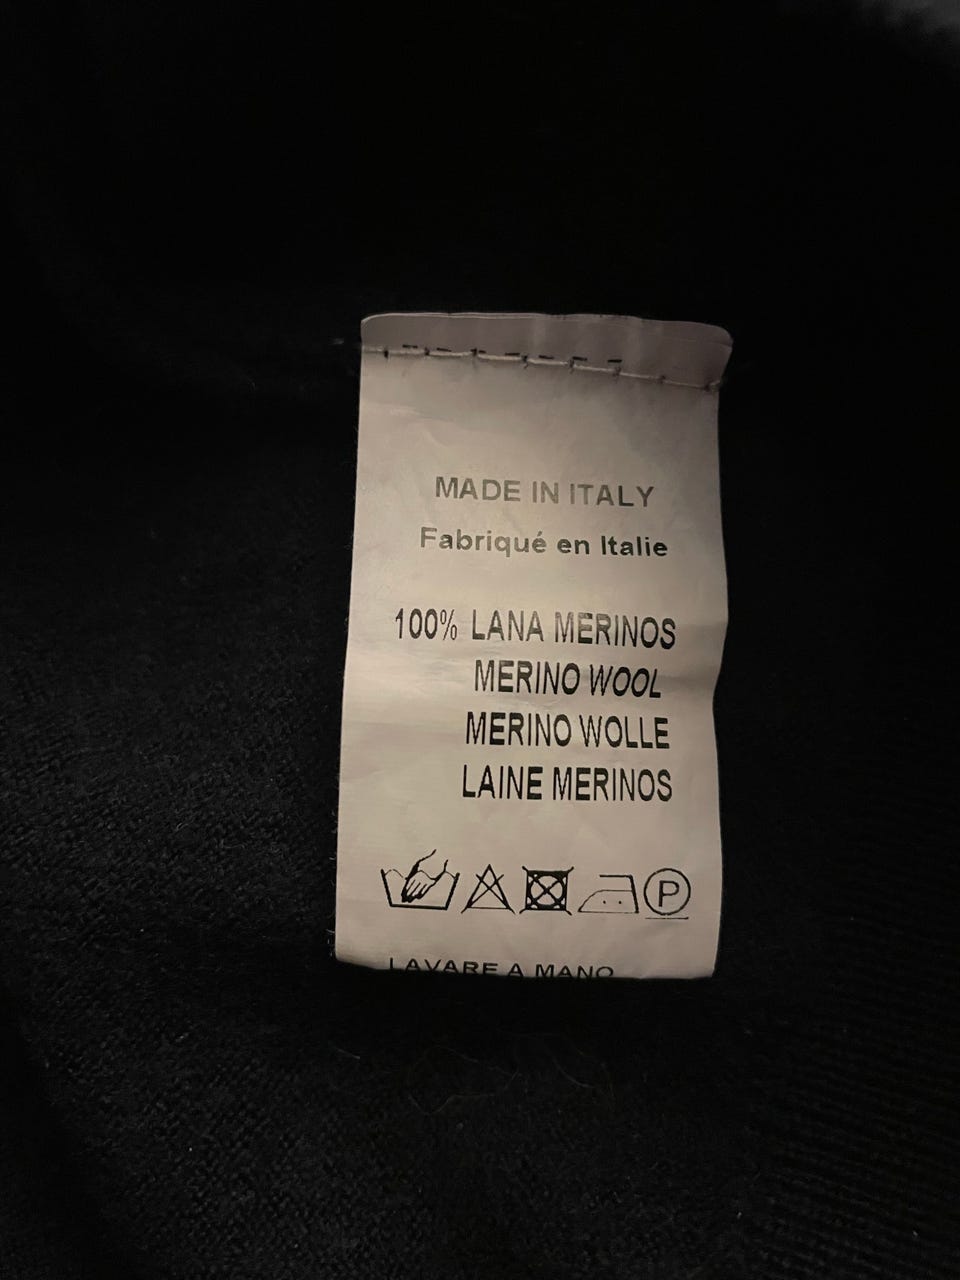 MADE IN ITALY
Fabriqué en Italie
100% LANA MERINOS
MERINO WOOL
MERINO WOLLE
LAINE MERINOS
P
LAVARE A MANO